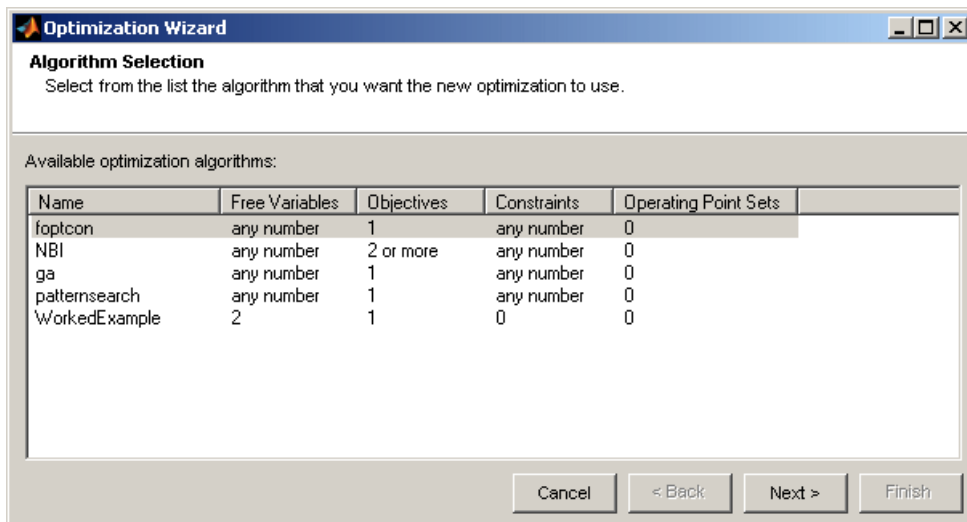 Optimization Wizard
Algorithm Selection
Select from the list the algorithm that you want the new optimization to use.
Available optimization algorithms:
Name Free Variables Objectives Constraints Operating Point Sets
foptcon any number 1 any number 0
NBI any number 2 or more any number 0
ga any number 1 any number 0
patternsearch any number 1 any number 0
WorkedExample 2 1 0 0
Cancel < Back Next > Finish